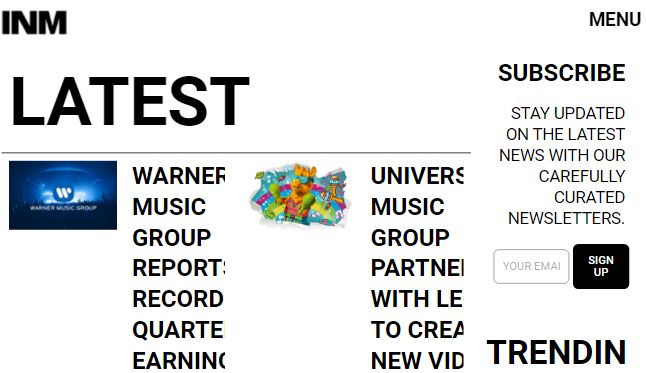 INM
MENU
LATEST
WARNER MUSIC GROUP
WARNER
MUSIC
GROUP
REPORTS
RECORD
QUARTE
EARNING
UNIVERS
MUSIC
GROUP
PARTNE
WITH LE
TO CREA
NEW VID
SUBSCRIBE
STAY UPDATED
ON THE LATEST
NEWS WITH OUR
CAREFULLY
CURATED
NEWSLETTERS.
YOUR EMAI
SIGN
UP
TRENDIN